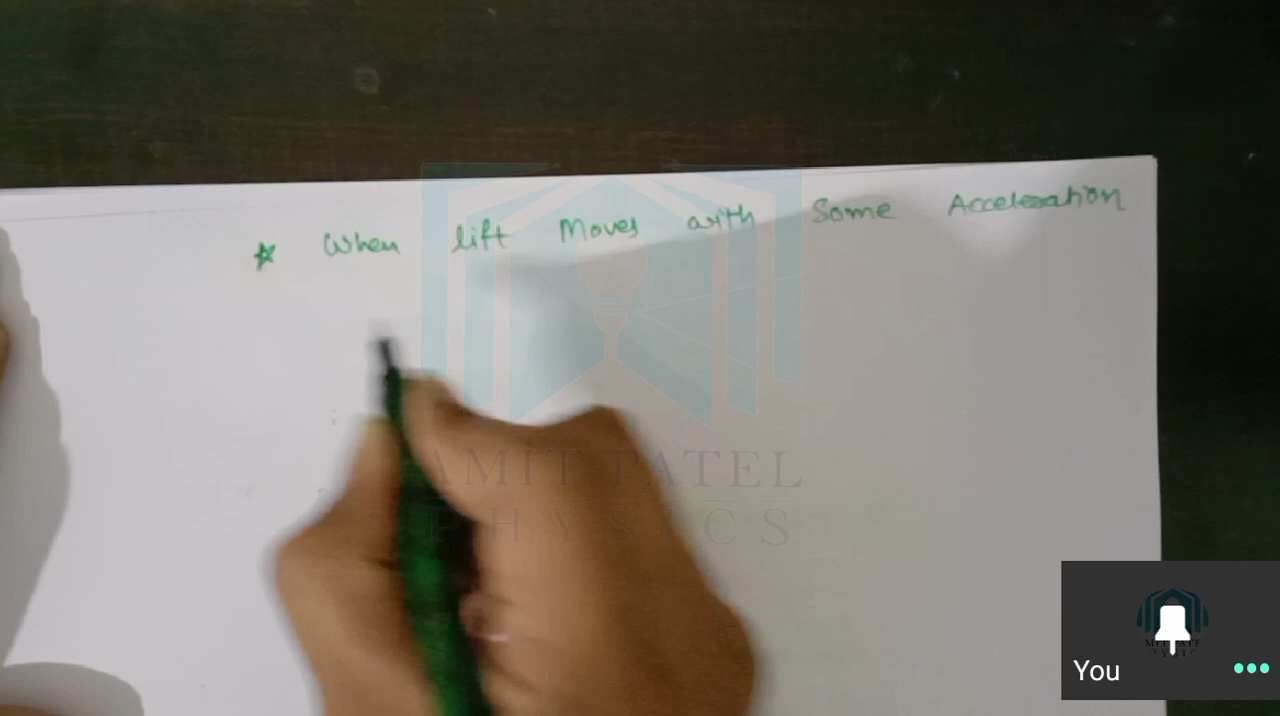 ☆ When lift Moves with Some Acceleration
AMIT PATEL
PHYSICS
You